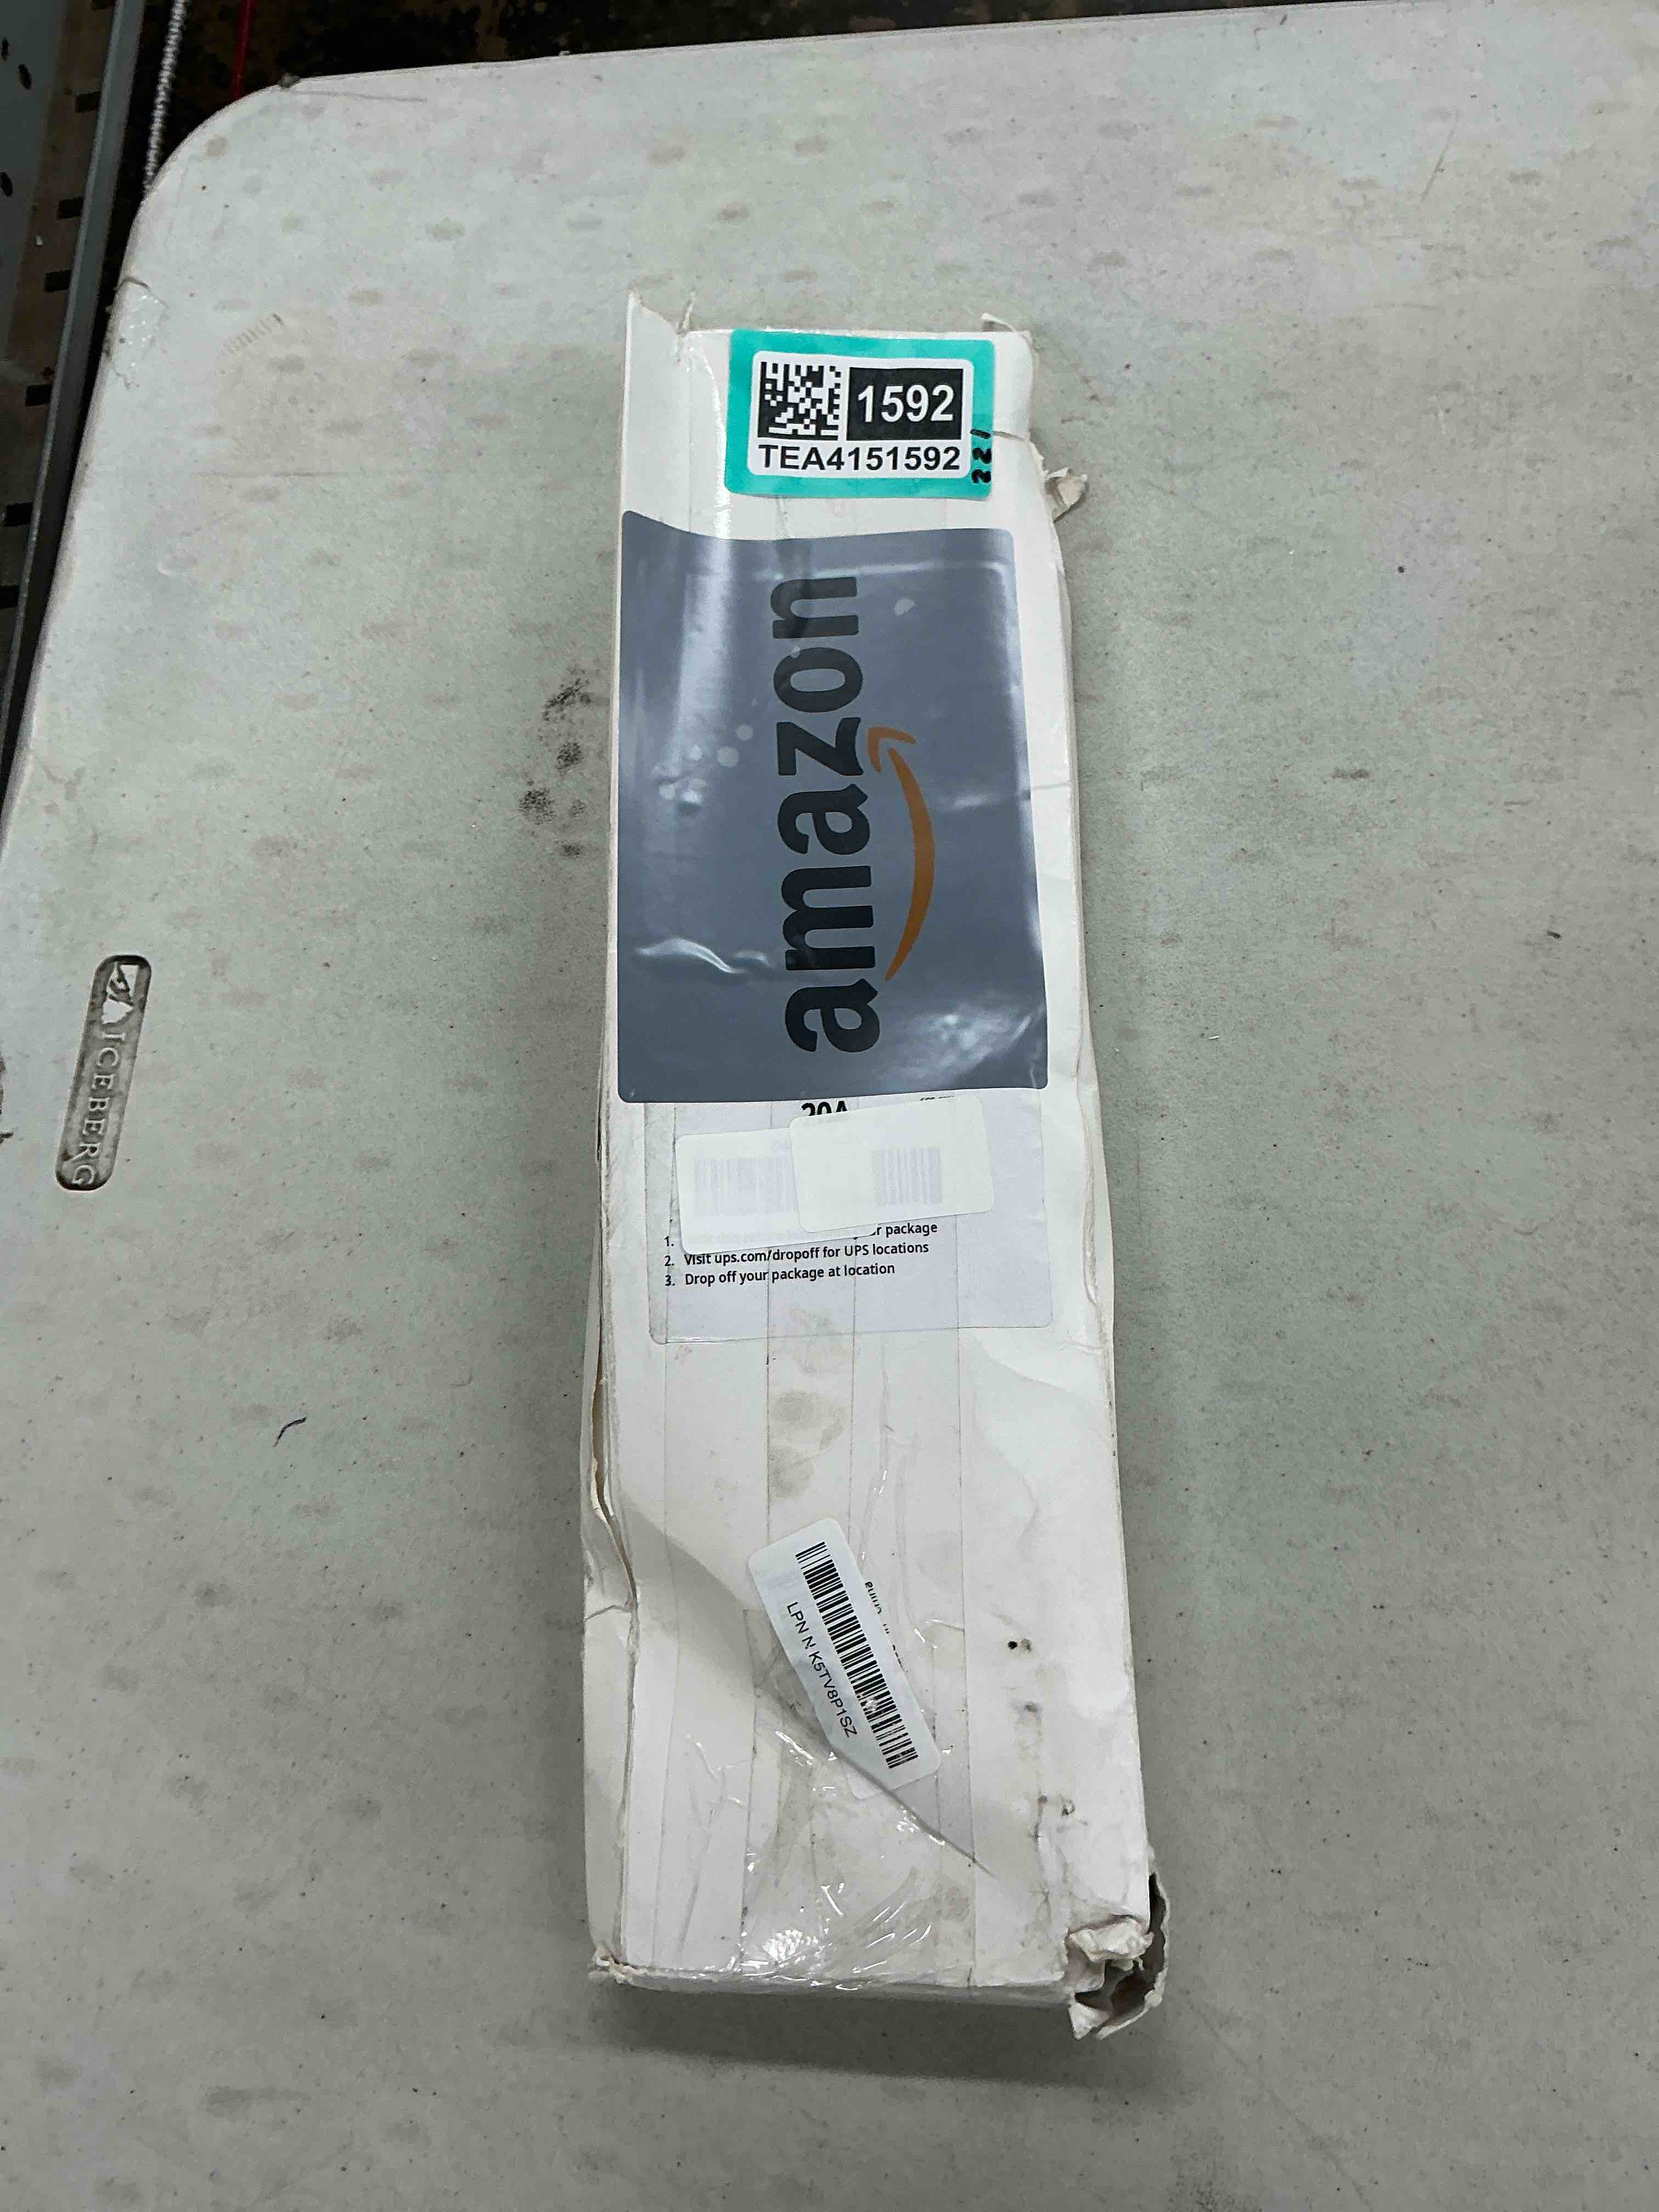 1592
TEA4151592
221
amazon
20A
1.
r package
2. Visit ups.com/dropoff for UPS locations
3. Drop off your package at location
LPN N K5TV8P1SZ
ICEBERG